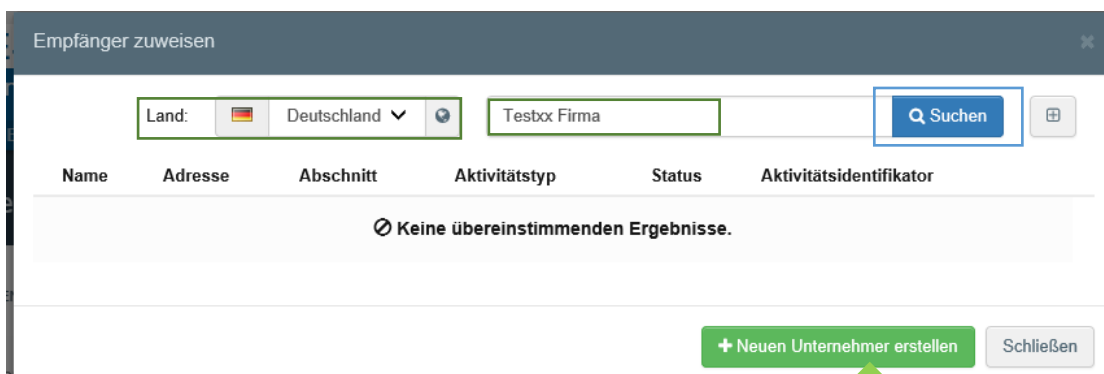 Empfänger zuweisen
Land: Deutschland Testxx Firma Suchen
Name Adresse Abschnitt Aktivitätstyp Status Aktivitätsidentifikator
Keine übereinstimmenden Ergebnisse.
Neuen Unternehmer erstellen Schließen